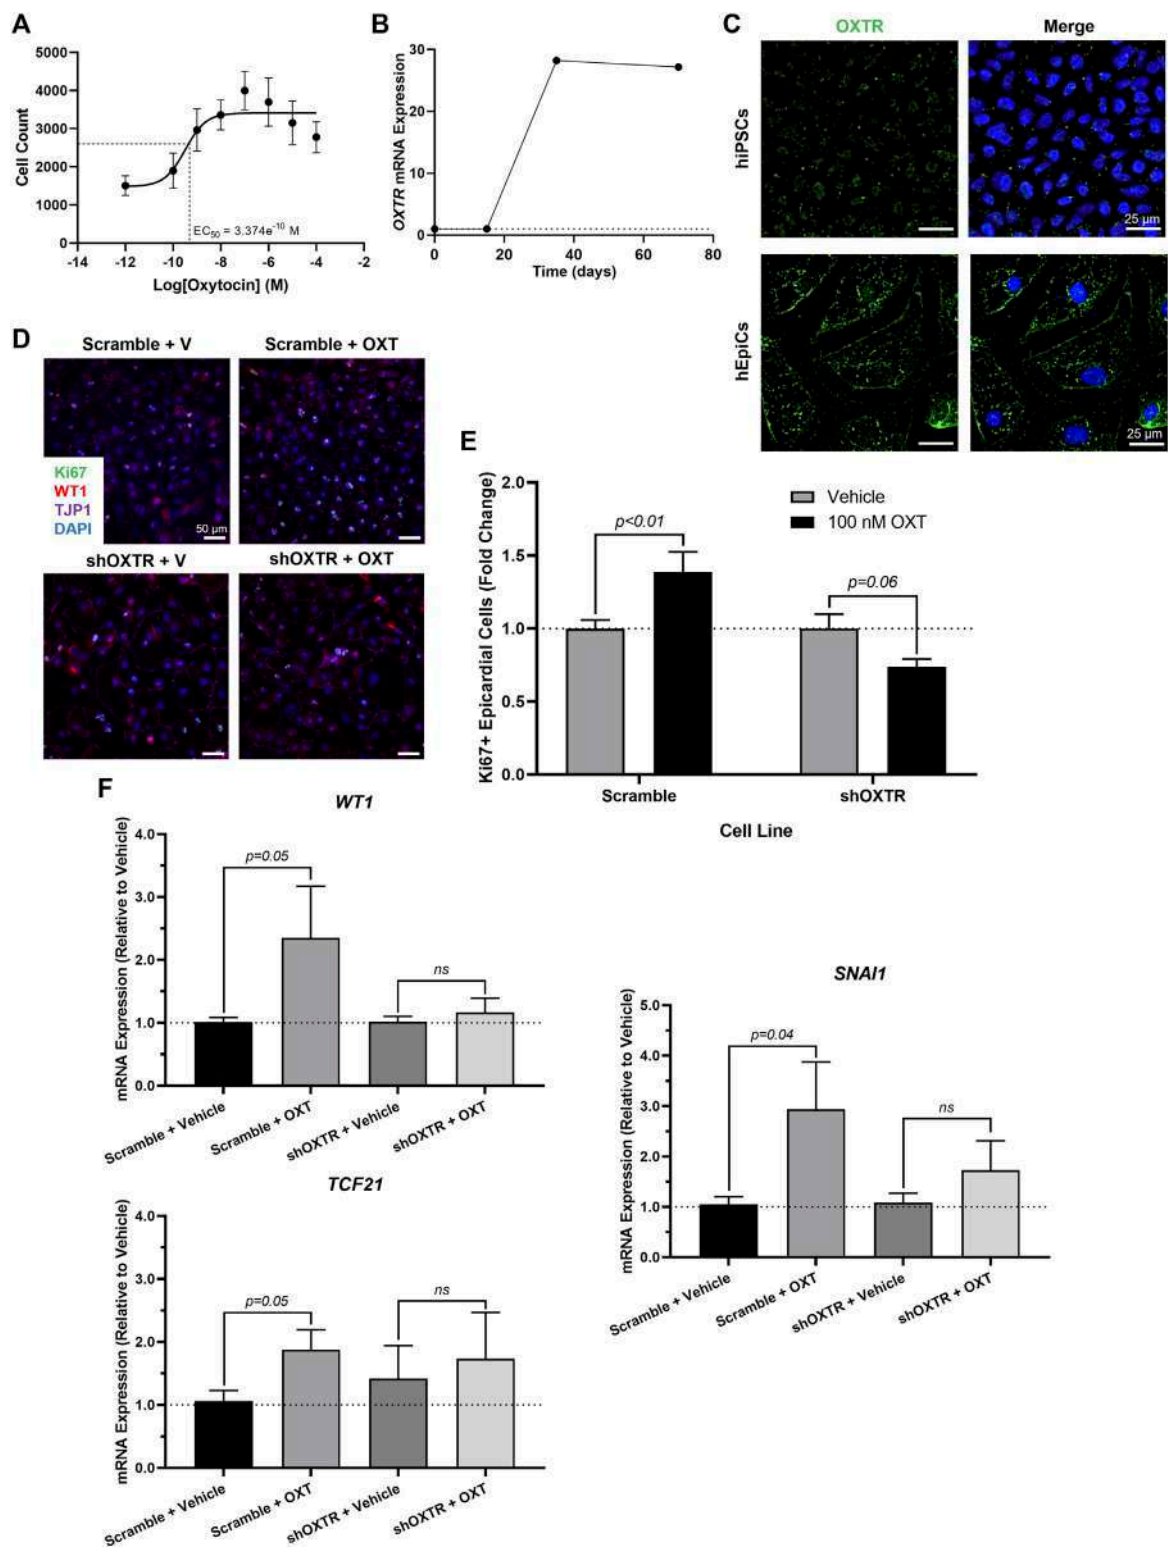 A
5000
4000
3000
2000
1000
0
Cell Count
EC50 = 3.374e-10 M
-14 -12 -10 -8 -6 -4 -2
Log[Oxytocin] (M)
B
30
20
10
0
OXTR mRNA Expression
0 20 40 60 80
Time (days)
C
OXTR Merge
hiPSCs
25 µm
hEpiCs
25 µm
D
Scramble + V Scramble + OXT
Ki67
WT1
TJP1
DAPI
50 µm
shOXTR + V shOXTR + OXT
E
Ki67+ Epicardial Cells (Fold Change)
2.0
1.5
1.0
0.5
0.0
Vehicle
100 nM OXT
p<0.01
p=0.06
Scramble shOXTR
Cell Line
F
WT1
mRNA Expression (Relative to Vehicle)
4.0
3.0
2.0
1.0
0.0
p=0.05
ns
Scramble + Vehicle
Scramble + OXT
shOXTR + Vehicle
shOXTR + OXT
SNAI1
mRNA Expression (Relative to Vehicle)
5.0
4.0
3.0
2.0
1.0
0.0
p=0.04
ns
Scramble + Vehicle
Scramble + OXT
shOXTR + Vehicle
shOXTR + OXT
TCF21
mRNA Expression (Relative to Vehicle)
4.0
3.0
2.0
1.0
0.0
p=0.05
ns
Scramble + Vehicle
Scramble + OXT
shOXTR + Vehicle
shOXTR + OXT